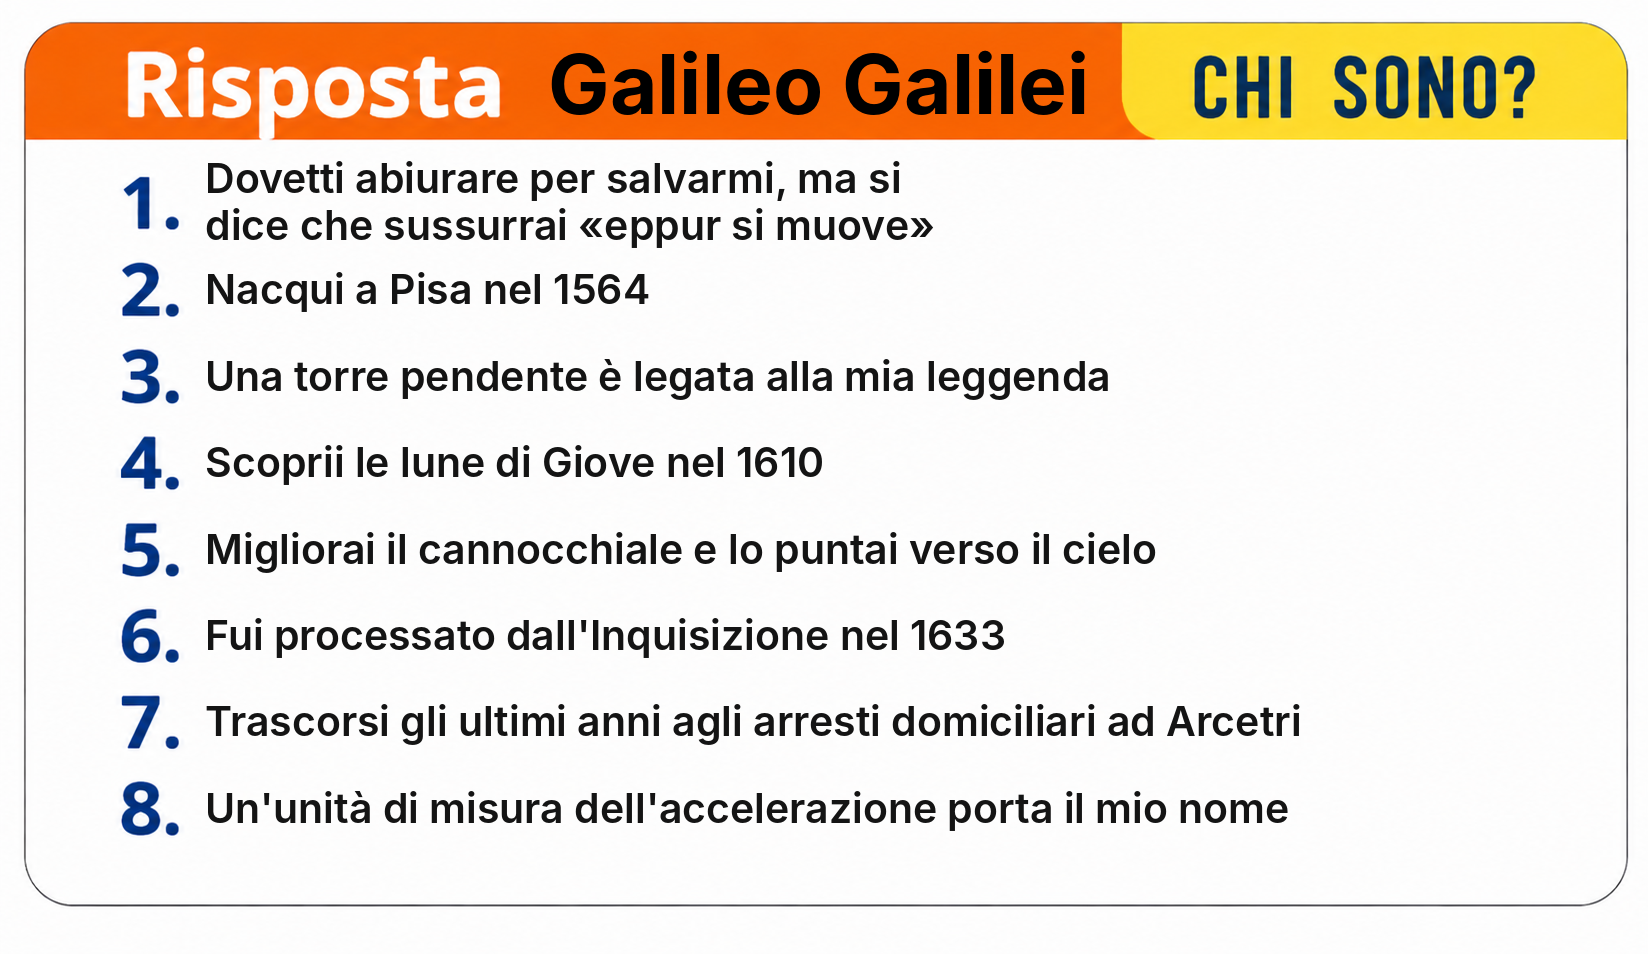 Risposta Galileo Galilei CHI SONO?
1. Dovetti abiurare per salvarmi, ma si
dice che sussurrai «eppur si muove»
2. Nacqui a Pisa nel 1564
3. Una torre pendente è legata alla mia leggenda
4. Scoprii le lune di Giove nel 1610
5. Migliorai il cannocchiale e lo puntai verso il cielo
6. Fui processato dall'Inquisizione nel 1633
7. Trascorsi gli ultimi anni agli arresti domiciliari ad Arcetri
8. Un'unità di misura dell'accelerazione porta il mio nome